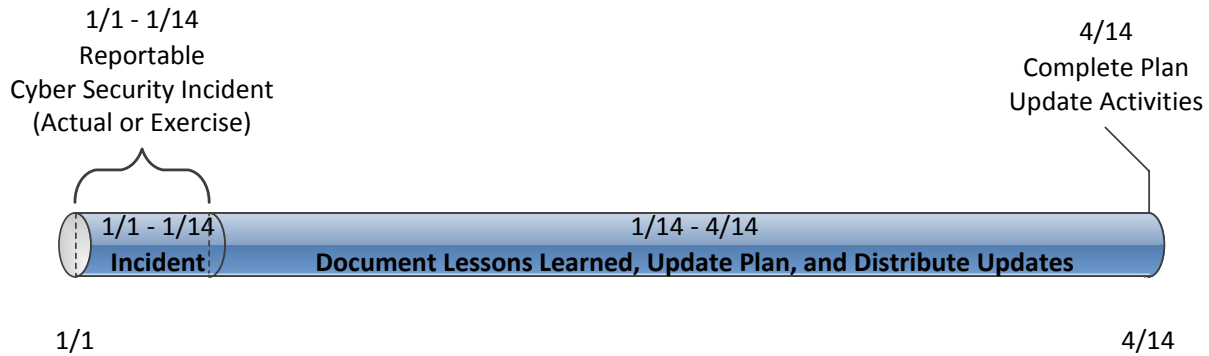 1/1 - 1/14
Reportable
Cyber Security Incident
(Actual or Exercise)
4/14
Complete Plan
Update Activities
1/1 - 1/14
Incident
1/14 - 4/14
Document Lessons Learned, Update Plan, and Distribute Updates
1/1
4/14